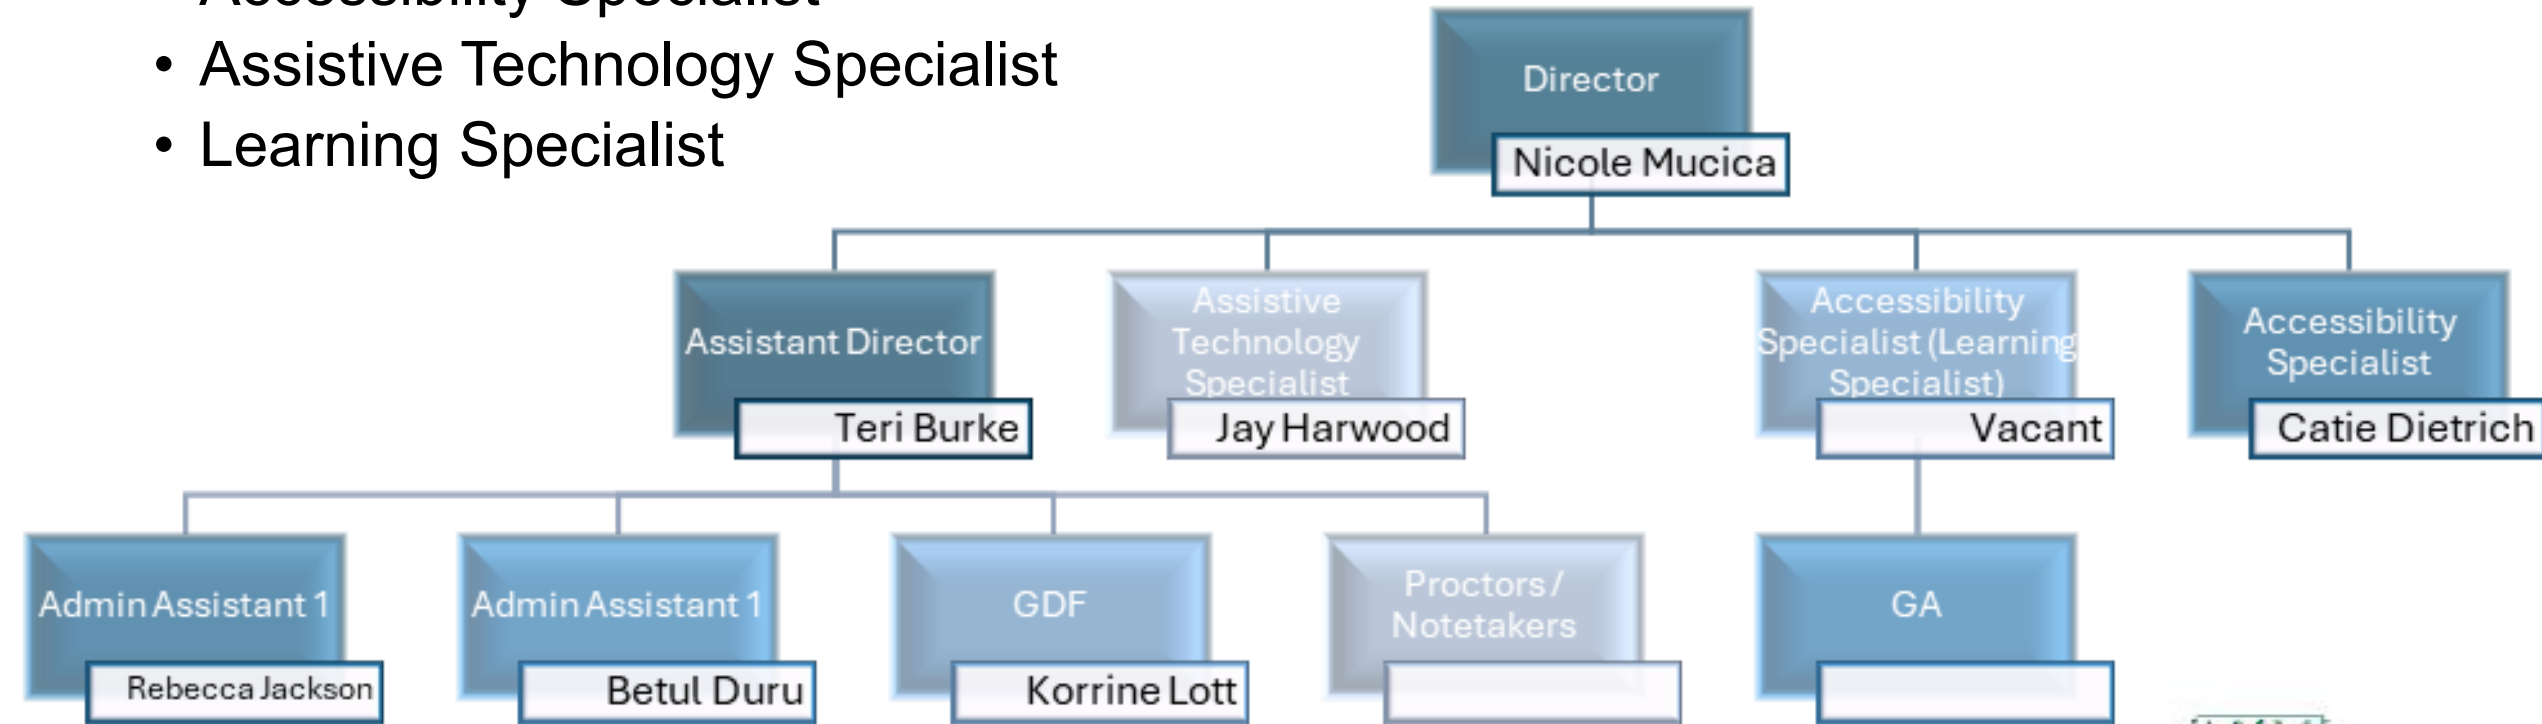 Accessibility Specialist
• Assistive Technology Specialist
• Learning Specialist
Director
Nicole Mucica
Assistant Director
Teri Burke
Assistive
Technology
Specialist
Jay Harwood
Accessibility
Specialist (Learning
Specialist)
Vacant
Accessibility
Specialist
Catie Dietrich
Admin Assistant 1
Rebecca Jackson
Admin Assistant 1
Betul Duru
GDF
Korrine Lott
Proctors /
Notetakers
GA